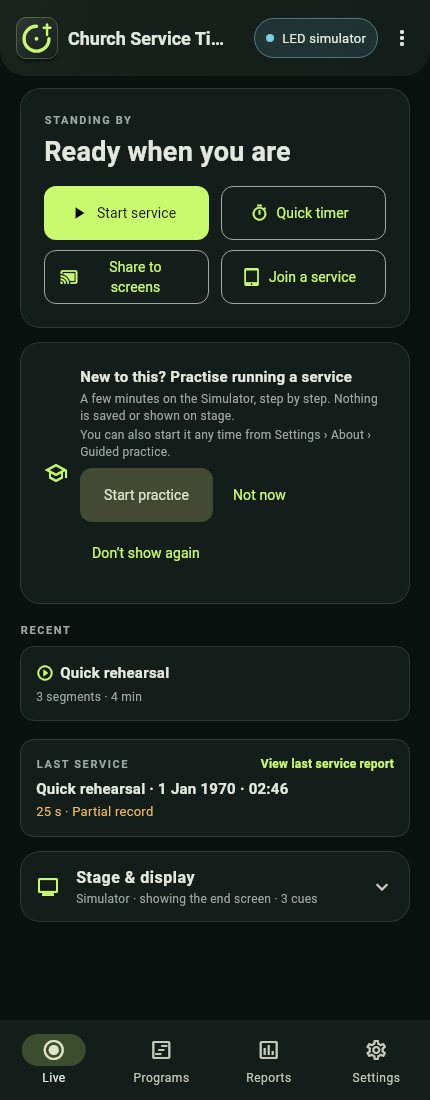 Church Service Ti...
LED simulator
STANDING BY
Ready when you are
Start service
Quick timer
Share to
screens
Join a service
New to this? Practise running a service
A few minutes on the Simulator, step by step. Nothing
is saved or shown on stage.
You can also start it any time from Settings › About ›
Guided practice.
Start practice
Not now
Don't show again
RECENT
Quick rehearsal
3 segments · 4 min
LAST SERVICE
View last service report
Quick rehearsal · 1 Jan 1970 · 02:46
25 s · Partial record
Stage & display
Simulator · showing the end screen · 3 cues
Live
Programs
Reports
Settings